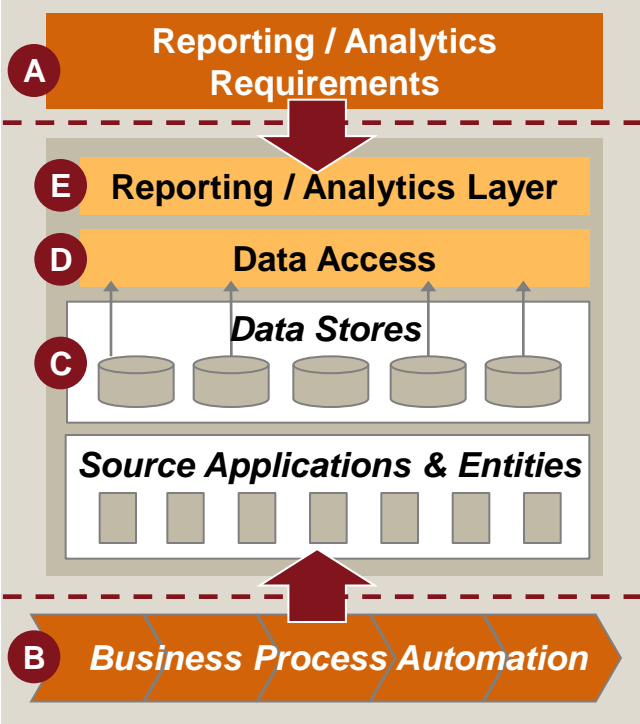 A
Reporting / Analytics
Requirements
E
Reporting / Analytics Layer
D
Data Access
C
Data Stores
Source Applications & Entities
B
Business Process Automation